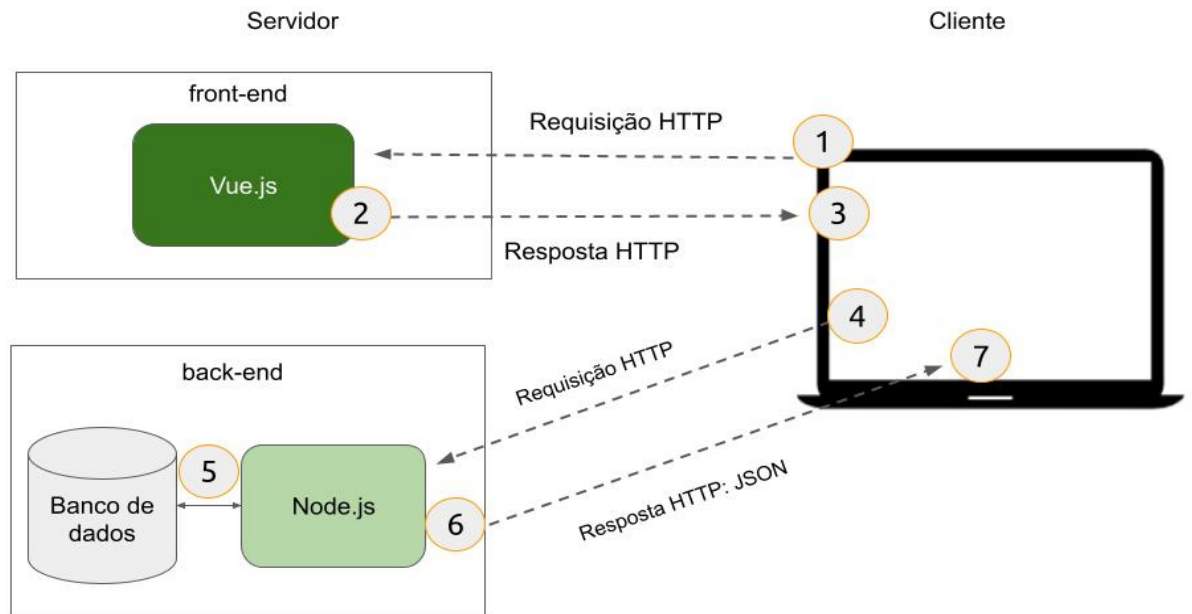 Servidor
Cliente
front-end
Requisição HTTP
1
Vue.js
2
3
Resposta HTTP
4
7
back-end
Requisição HTTP
5
Banco de
dados
Node.js
6
Resposta HTTP: JSON